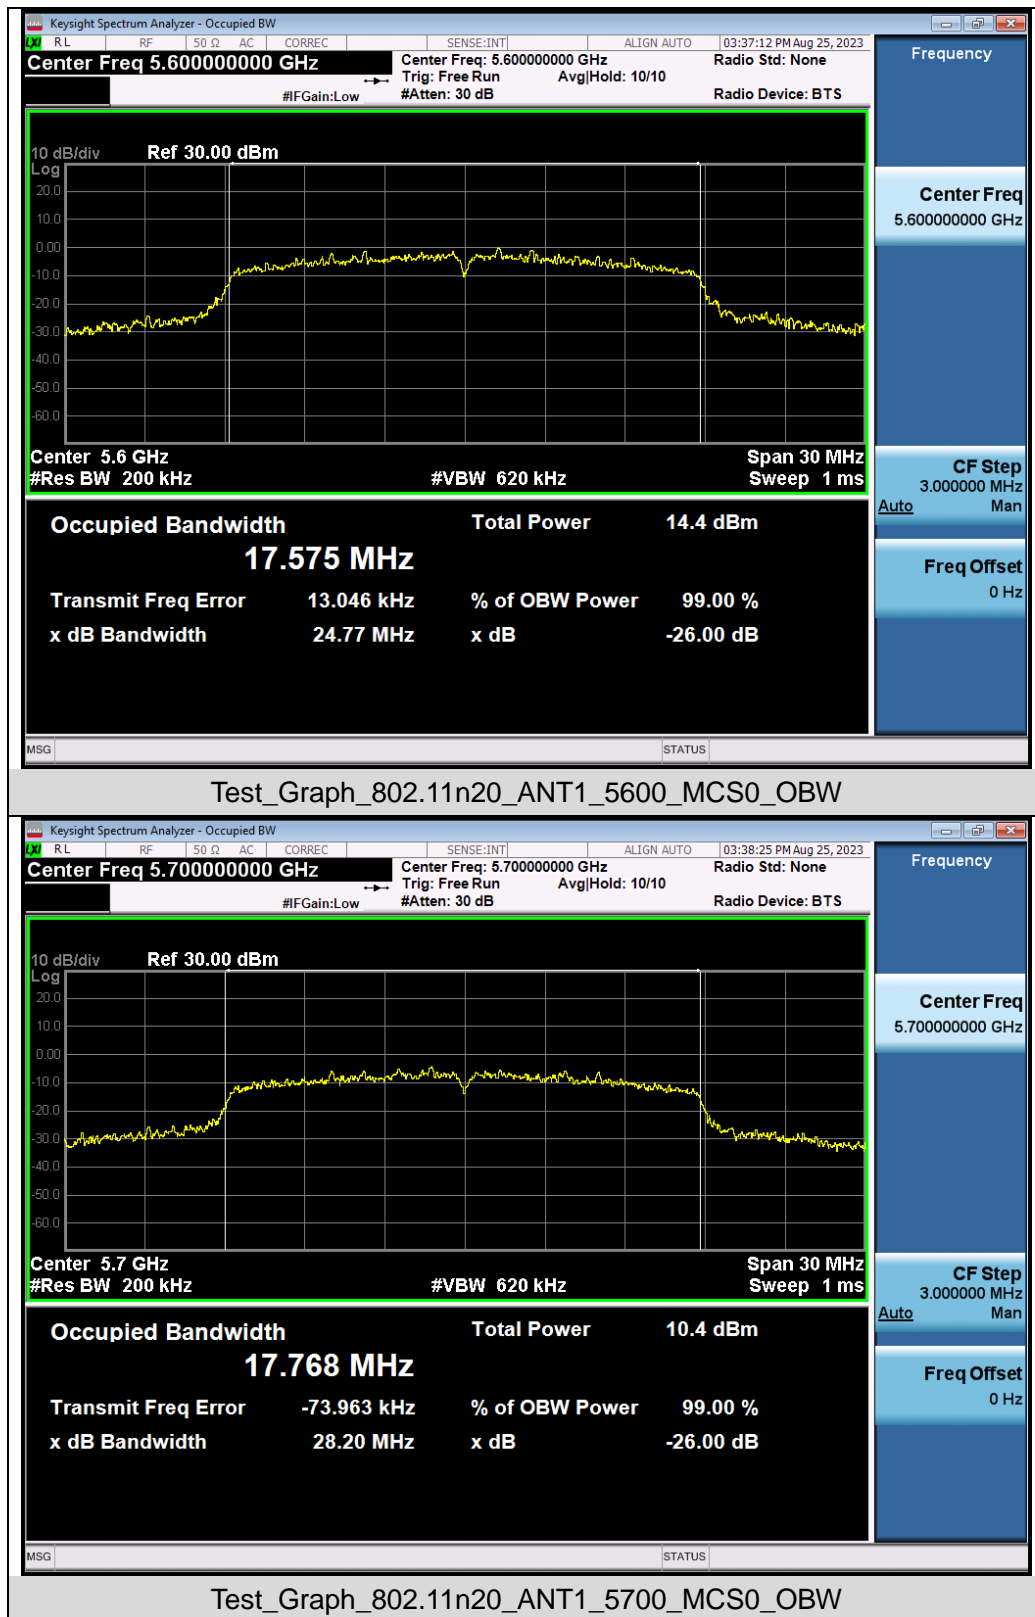 Keysight Spectrum Analyzer - Occupied BW
LXI RL RF 50 Ω AC CORREC SENSE:INT ALIGN AUTO 03:37:12 PM Aug 25, 2023
Center Freq 5.600000000 GHz Center Freq: 5.600000000 GHz Radio Std: None
Trig: Free Run Avg|Hold: 10/10
#IFGain:Low #Atten: 30 dB Radio Device: BTS
Frequency
10 dB/div Ref 30.00 dBm
Log
20.0
10.0
0.00
-10.0
-20.0
-30.0
-40.0
-50.0
-60.0
Center 5.6 GHz Span 30 MHz
#Res BW 200 kHz #VBW 620 kHz Sweep 1 ms
Center Freq
5.600000000 GHz
CF Step
3.000000 MHz
Auto Man
Freq Offset
0 Hz
Occupied Bandwidth Total Power 14.4 dBm
17.575 MHz
Transmit Freq Error 13.046 kHz % of OBW Power 99.00 %
x dB Bandwidth 24.77 MHz x dB -26.00 dB
MSG STATUS
Test_Graph_802.11n20_ANT1_5600_MCS0_OBW
Keysight Spectrum Analyzer - Occupied BW
LXI RL RF 50 Ω AC CORREC SENSE:INT ALIGN AUTO 03:38:25 PM Aug 25, 2023
Center Freq 5.700000000 GHz Center Freq: 5.700000000 GHz Radio Std: None
Trig: Free Run Avg|Hold: 10/10
#IFGain:Low #Atten: 30 dB Radio Device: BTS
Frequency
10 dB/div Ref 30.00 dBm
Log
20.0
10.0
0.00
-10.0
-20.0
-30.0
-40.0
-50.0
-60.0
Center 5.7 GHz Span 30 MHz
#Res BW 200 kHz #VBW 620 kHz Sweep 1 ms
Center Freq
5.700000000 GHz
CF Step
3.000000 MHz
Auto Man
Freq Offset
0 Hz
Occupied Bandwidth Total Power 10.4 dBm
17.768 MHz
Transmit Freq Error -73.963 kHz % of OBW Power 99.00 %
x dB Bandwidth 28.20 MHz x dB -26.00 dB
MSG STATUS
Test_Graph_802.11n20_ANT1_5700_MCS0_OBW